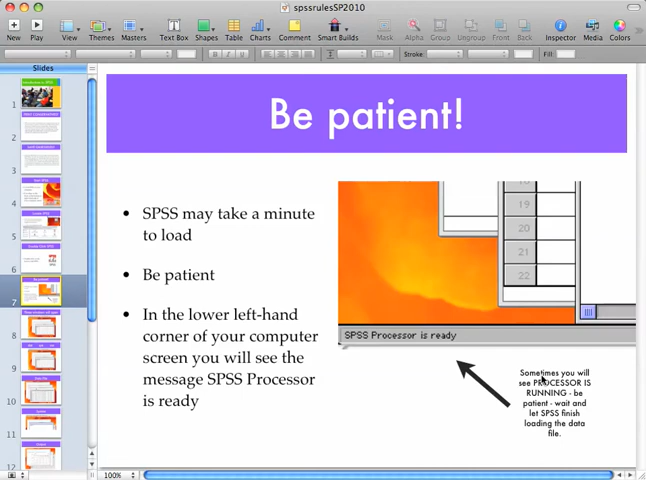 spssrulesSP2010
New
Play
View
Themes
Masters
Text Box
Shapes
Table
Charts
Comment
Smart Builds
Mask
Alpha
Group
Ungroup
Front
Back
Inspector
Media
Colors
B I U
Stroke:
Fill:
Slides
1
2
3
4
5
6
7
8
9
10
11
12
Be patient!
• SPSS may take a minute
to load
• Be patient
• In the lower left-hand
corner of your computer
screen you will see the
message SPSS Processor
is ready
19
20
21
22
SPSS Processor is ready
Sometimes you will
see PROCESSOR IS
RUNNING - be
patient - wait and
let SPSS finish
loading the data
file.
100%